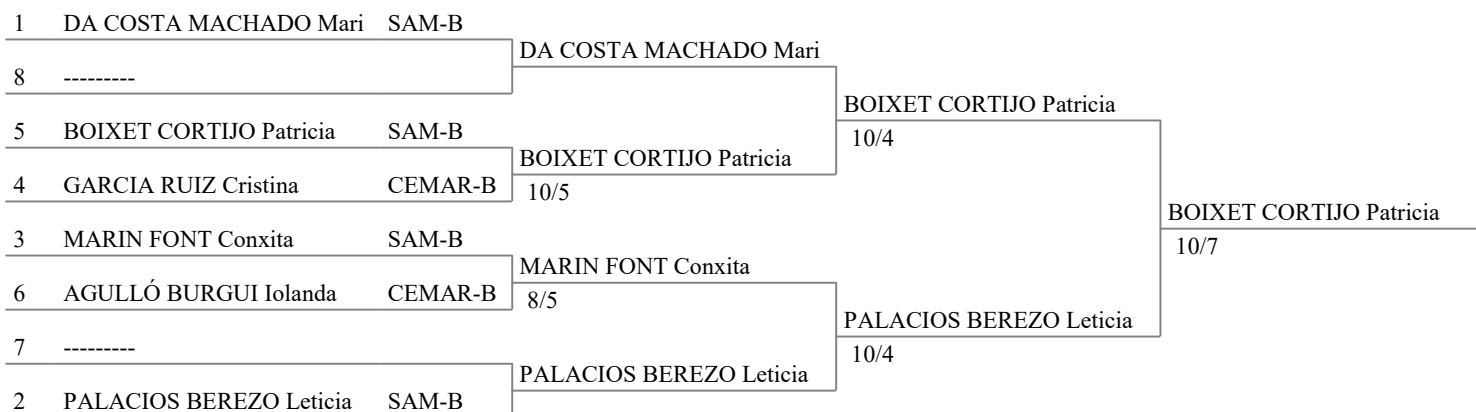 1 DA COSTA MACHADO Mari SAM-B
DA COSTA MACHADO Mari
8 ---------
BOIXET CORTIJO Patricia
5 BOIXET CORTIJO Patricia SAM-B
10/4
BOIXET CORTIJO Patricia
4 GARCIA RUIZ Cristina CEMAR-B
10/5
BOIXET CORTIJO Patricia
3 MARIN FONT Conxita SAM-B
10/7
MARIN FONT Conxita
6 AGULLÓ BURGUI Iolanda CEMAR-B
8/5
PALACIOS BEREZO Leticia
7 ---------
10/4
PALACIOS BEREZO Leticia
2 PALACIOS BEREZO Leticia SAM-B